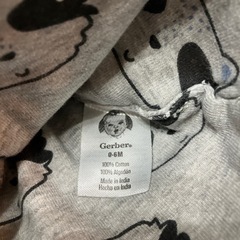 Gerber®
0-6M
100% Cotton
100% Algodón
Made in India
Hecho en India